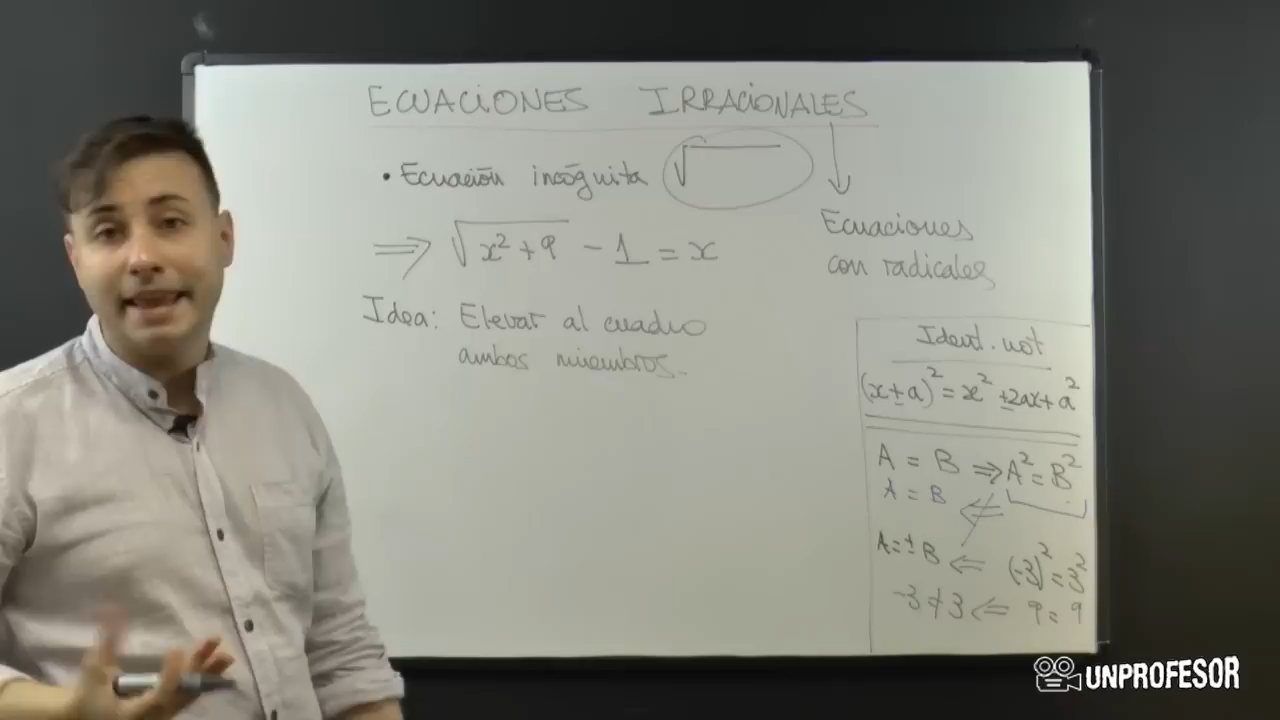 ECUACIONES IRRACIONALES
• Ecuación incógnita √
⇒ √x²+9 - 1 = x
Idea: Elevar al cuadro
ambos miembros.
Ecuaciones
con radicales
Ident. not
(x±a)² = x² ±2ax+a²
A = B ⇒ A² = B²
A = B ⇐
A=±B ⇐ (-3)² = 3²
-3≠3 ⇐ 9 = 9
UNPROFESOR